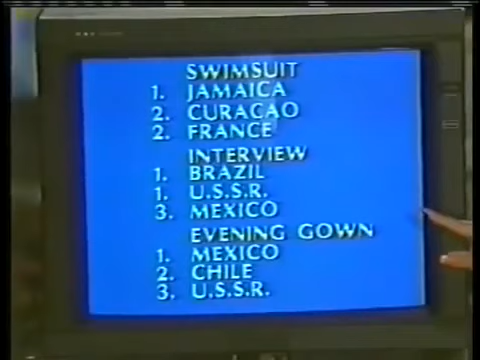 SWIMSUIT
1. JAMAICA
2. CURACAO
2. FRANCE
INTERVIEW
1. BRAZIL
1. U.S.S.R.
3. MEXICO
EVENING GOWN
1. MEXICO
2. CHILE
3. U.S.S.R.